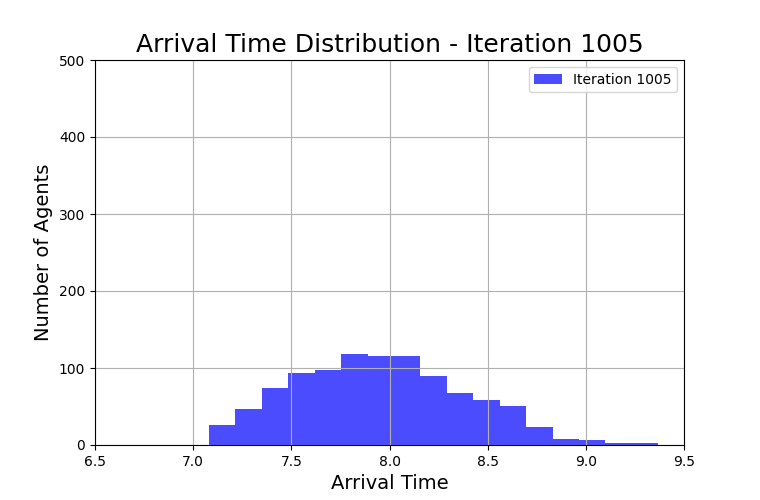 Arrival Time Distribution - Iteration 1005
Iteration 1005
Number of Agents
500
400
300
200
100
0
6.5 7.0 7.5 8.0 8.5 9.0 9.5
Arrival Time